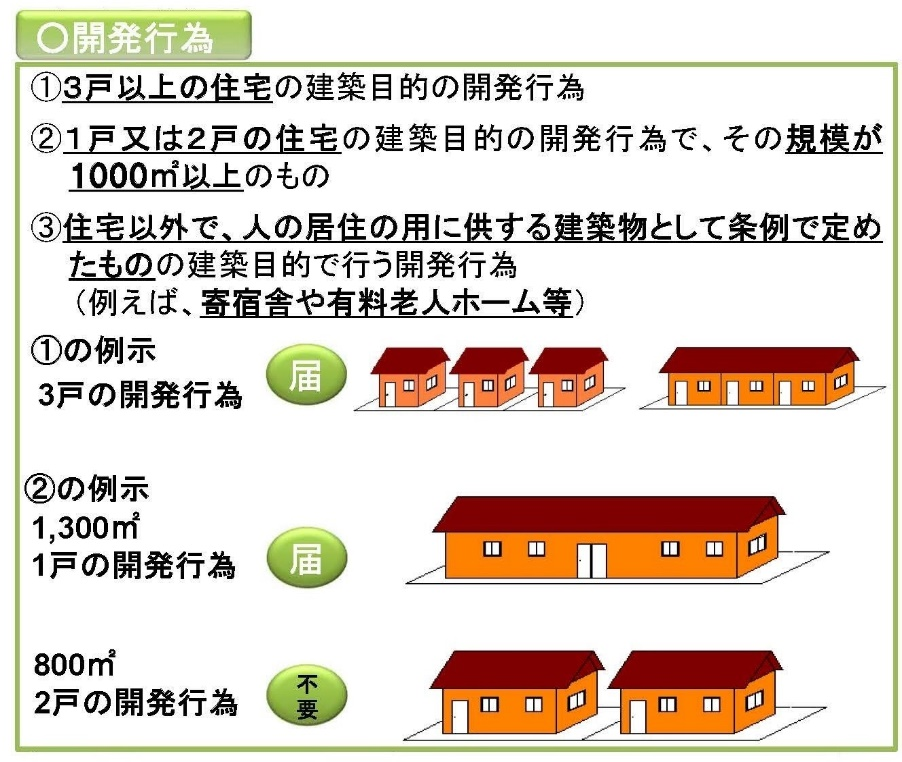 〇開発行為
①３戸以上の住宅の建築目的の開発行為
②１戸又は２戸の住宅の建築目的の開発行為で、その規模が
1000㎡以上のもの
③住宅以外で、人の居住の用に供する建築物として条例で定め
たものの建築目的で行う開発行為
（例えば、寄宿舎や有料老人ホーム等）
①の例示
3戸の開発行為
届
②の例示
1,300㎡
1戸の開発行為
届
800㎡
2戸の開発行為
不
要